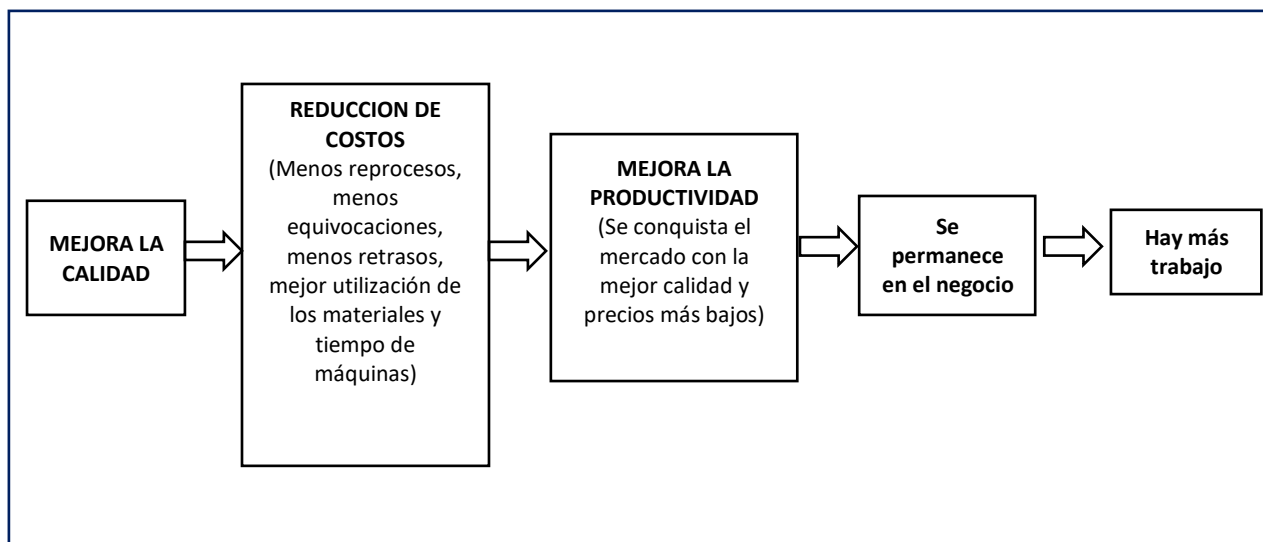 MEJORA LA
CALIDAD
REDUCCION DE
COSTOS
(Menos reprocesos,
menos
equivocaciones,
menos retrasos,
mejor utilización de
los materiales y
tiempo de
máquinas)
MEJORA LA
PRODUCTIVIDAD
(Se conquista el
mercado con la
mejor calidad y
precios más bajos)
Se
permanece
en el negocio
Hay más
trabajo